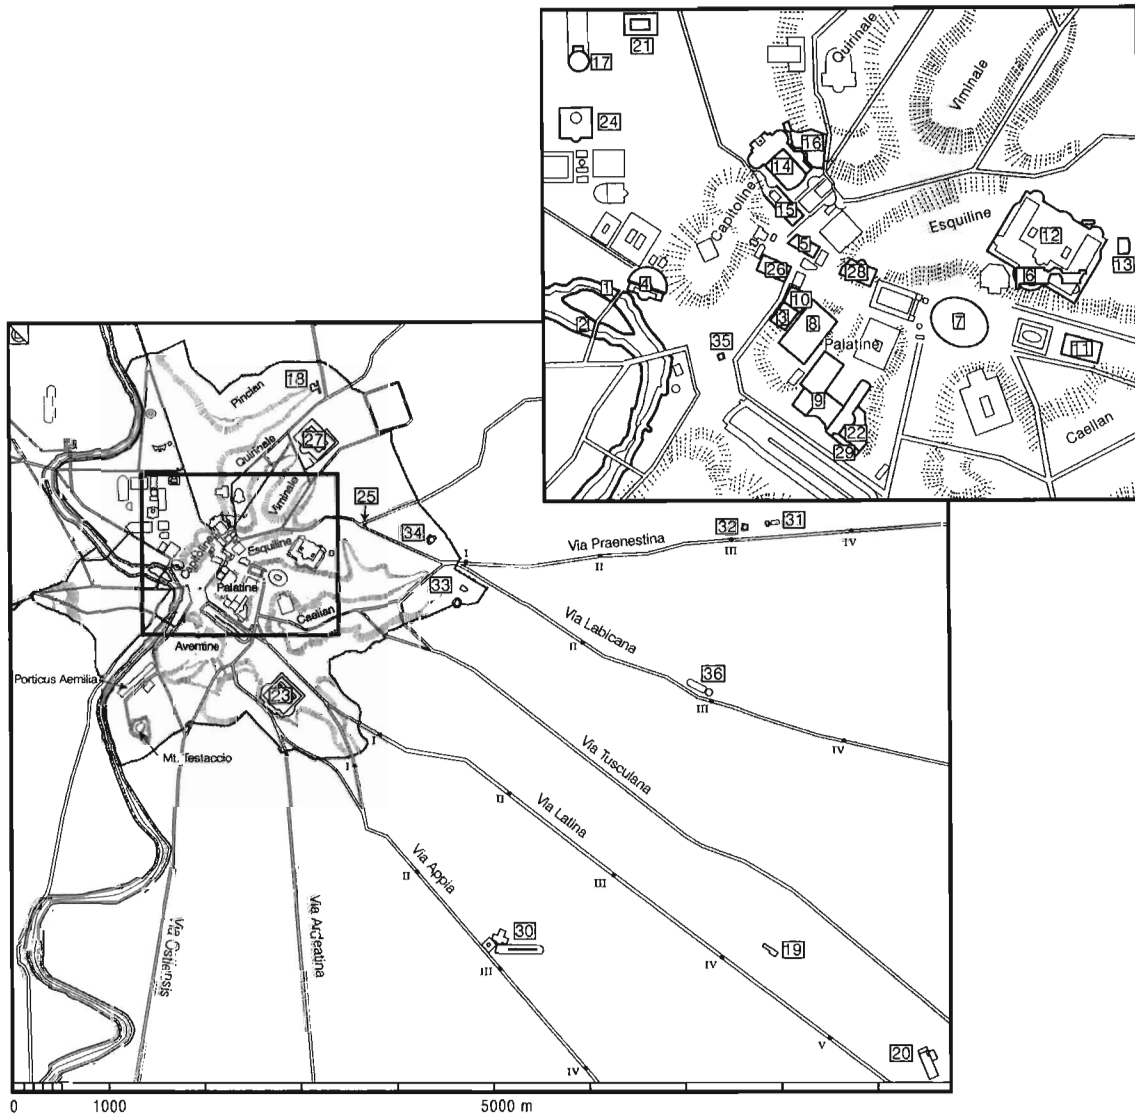 21
17
Quirinale
Viminale
24
16
14
Capitoline
15
Esquiline
12
5
13
26
28
6
1
4
10
2
3
8
7
35
Palatine
11
9
22
29
Caelian
18
Pincian
27
Quirinale
Viminale
25
34
Capitoline
Esquiline
Palatine
33
Caelian
I
Via Praenestina
II
32
31
III
IV
Aventine
Via Labicana
II
Porticus Aemilia
23
36
III
Mt. Testaccio
I
I
IV
Via Tusculana
II
Via Latina
Via Appia
II
III
Via Ostiensis
Via Ardeatina
30
III
19
IV
V
20
IV
0 1000 5000 m